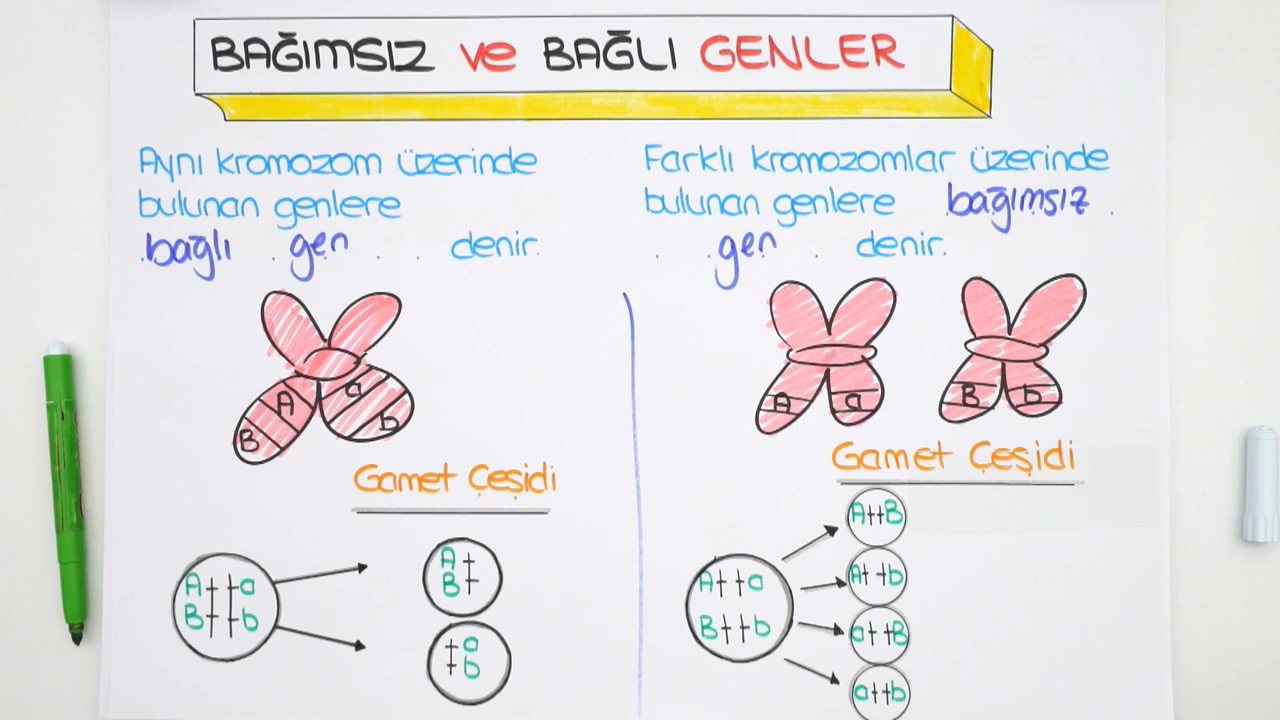 BAĞIMSIZ ve BAĞLI GENLER
Aynı kromozom üzerinde
bulunan genlere
bağlı gen denir.
A a
B b
Gamet Çeşidi
A a
B b
A
B
a
b
Farklı kromozomlar üzerinde
bulunan genlere bağımsız
gen denir.
A a B b
Gamet Çeşidi
A a
B b
A B
A b
a B
a b